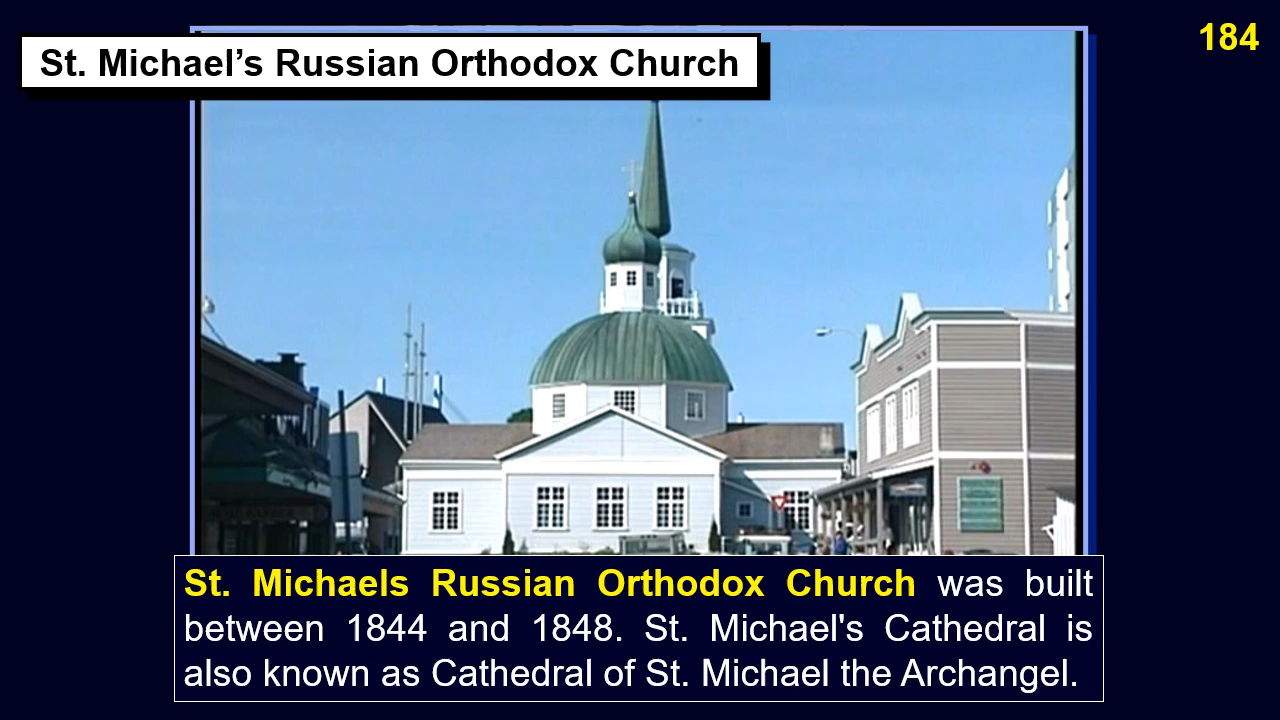 St. Michael’s Russian Orthodox Church
184
St. Michaels Russian Orthodox Church was built
between 1844 and 1848. St. Michael's Cathedral is
also known as Cathedral of St. Michael the Archangel.